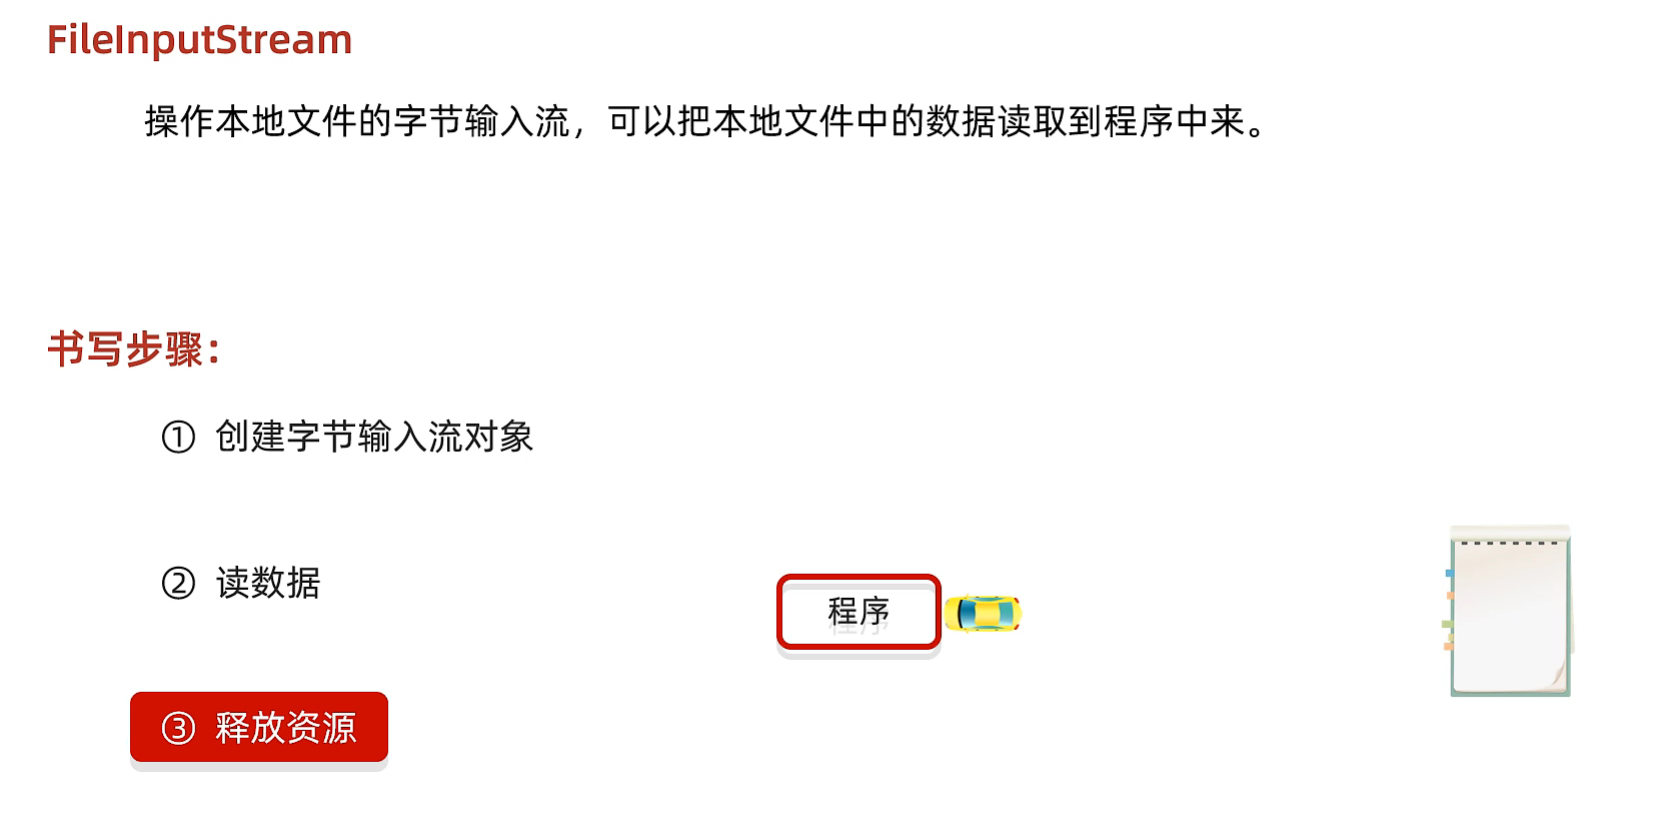 FileInputStream
操作本地文件的字节输入流，可以把本地文件中的数据读取到程序中来。
书写步骤：
① 创建字节输入流对象
② 读数据
程序
③ 释放资源